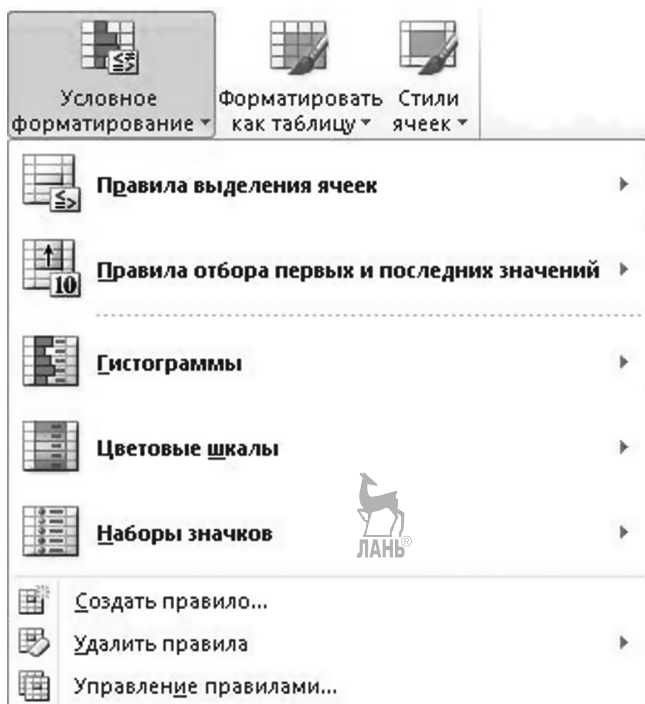 Условное форматирование
Форматировать как таблицу
Стили ячеек
Правила выделения ячеек
Правила отбора первых и последних значений
10
Гистограммы
Цветовые шкалы
Наборы значков
ЛАНЬ®
Создать правило...
Удалить правила
Управление правилами...